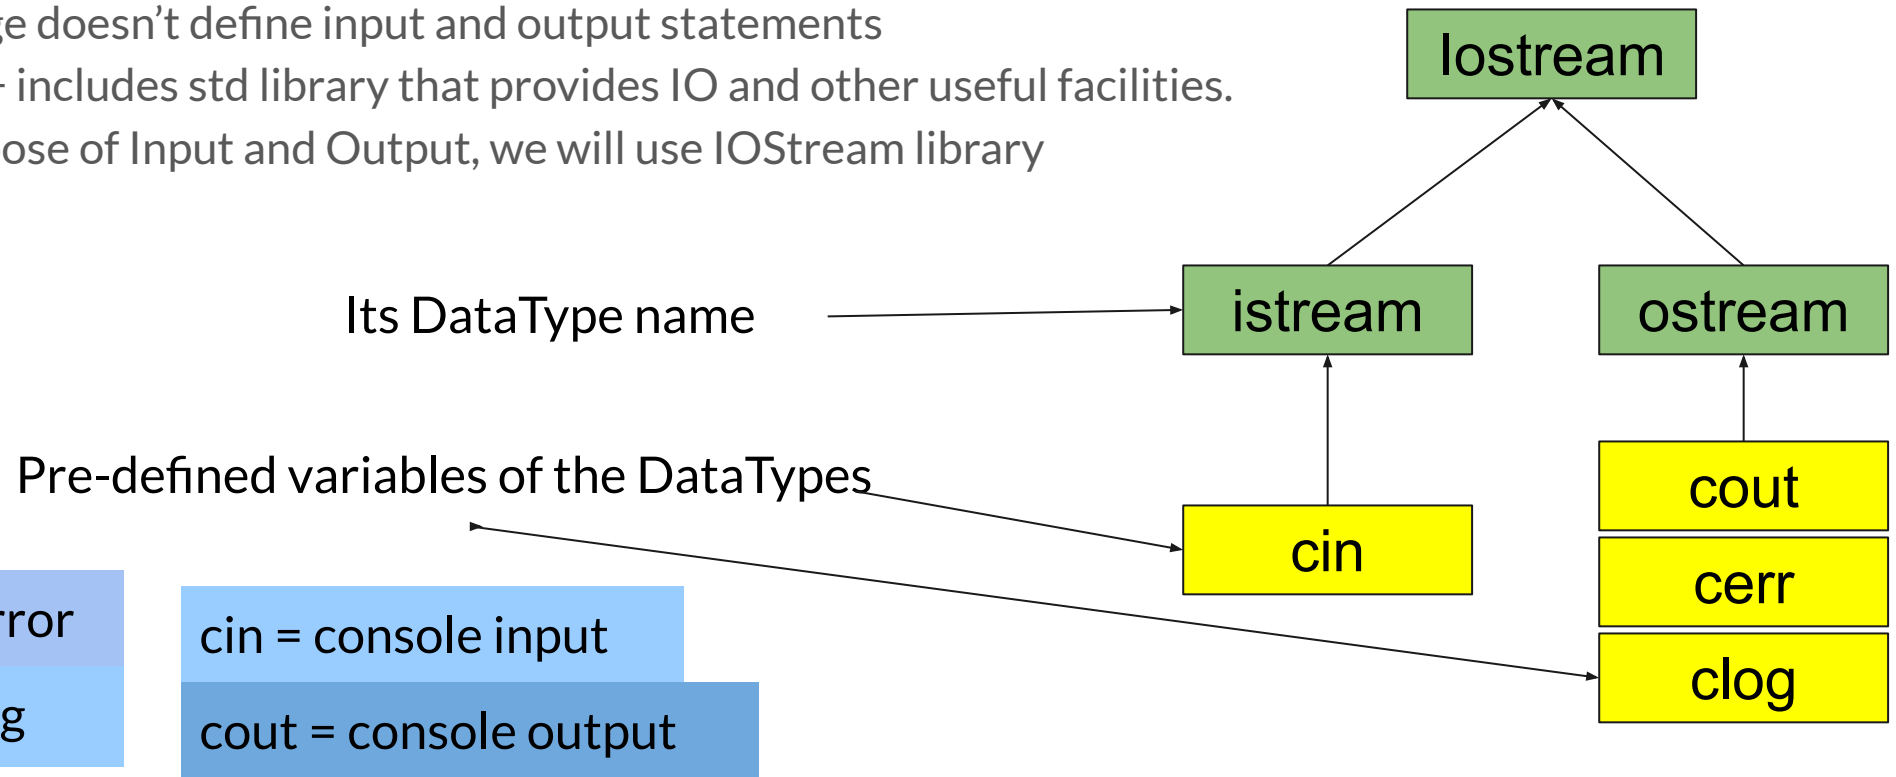 ge doesn’t define input and output statements
+ includes std library that provides IO and other useful facilities.
ose of Input and Output, we will use IOStream library
Iostream
Its DataType name
istream
ostream
Pre-defined variables of the DataTypes
cin
cout
cerr
clog
rror
g
cin = console input
cout = console output